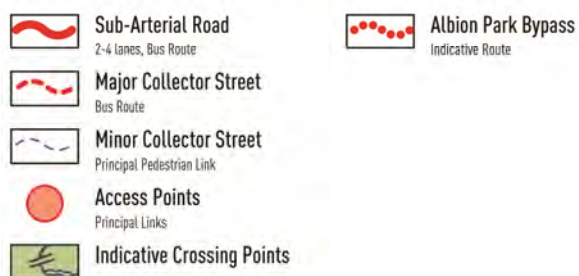 Sub-Arterial Road
2-4 lanes, Bus Route
Major Collector Street
Bus Route
Minor Collector Street
Principal Pedestrian Link
Access Points
Principal Links
Indicative Crossing Points
Albion Park Bypass
Indicative Route